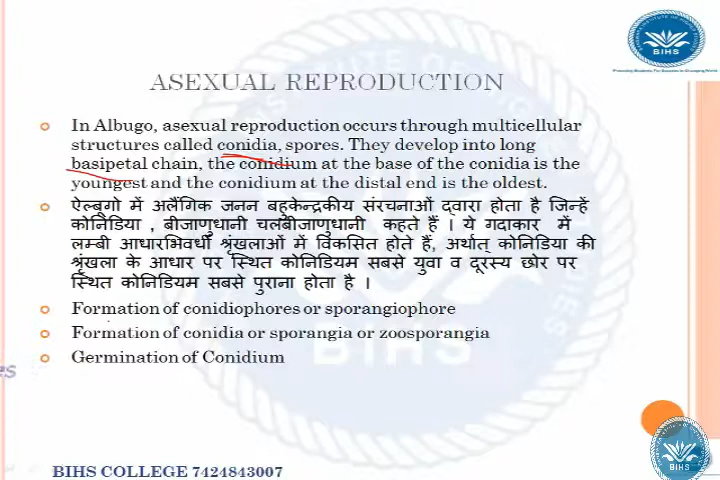 BIHS
ASEXUAL REPRODUCTION
In Albugo, asexual reproduction occurs through multicellular
structures called conidia, spores. They develop into long
basipetal chain, the conidium at the base of the conidia is the
youngest and the conidium at the distal end is the oldest.
ऐल्बूगो में अलैंगिक जनन बहुकेन्द्रकीय संरचनाओं द्वारा होता है जिन्हें
कोनिडिया , बीजाणुधानी चलबीजाणुधानी कहते हैं । ये गदाकार में
लम्बी आधारभिवर्धी श्रृंखलाओं में विकसित होते हैं, अर्थात् कोनिडिया की
श्रृंखला के आधार पर स्थित कोनिडियम सबसे युवा व दूरस्य छोर पर
स्थित कोनिडियम सबसे पुराना होता है ।
Formation of conidiophores or sporangiophore
Formation of conidia or sporangia or zoosporangia
Germination of Conidium
BIHS
BIHS
BIHS COLLEGE 7424843007